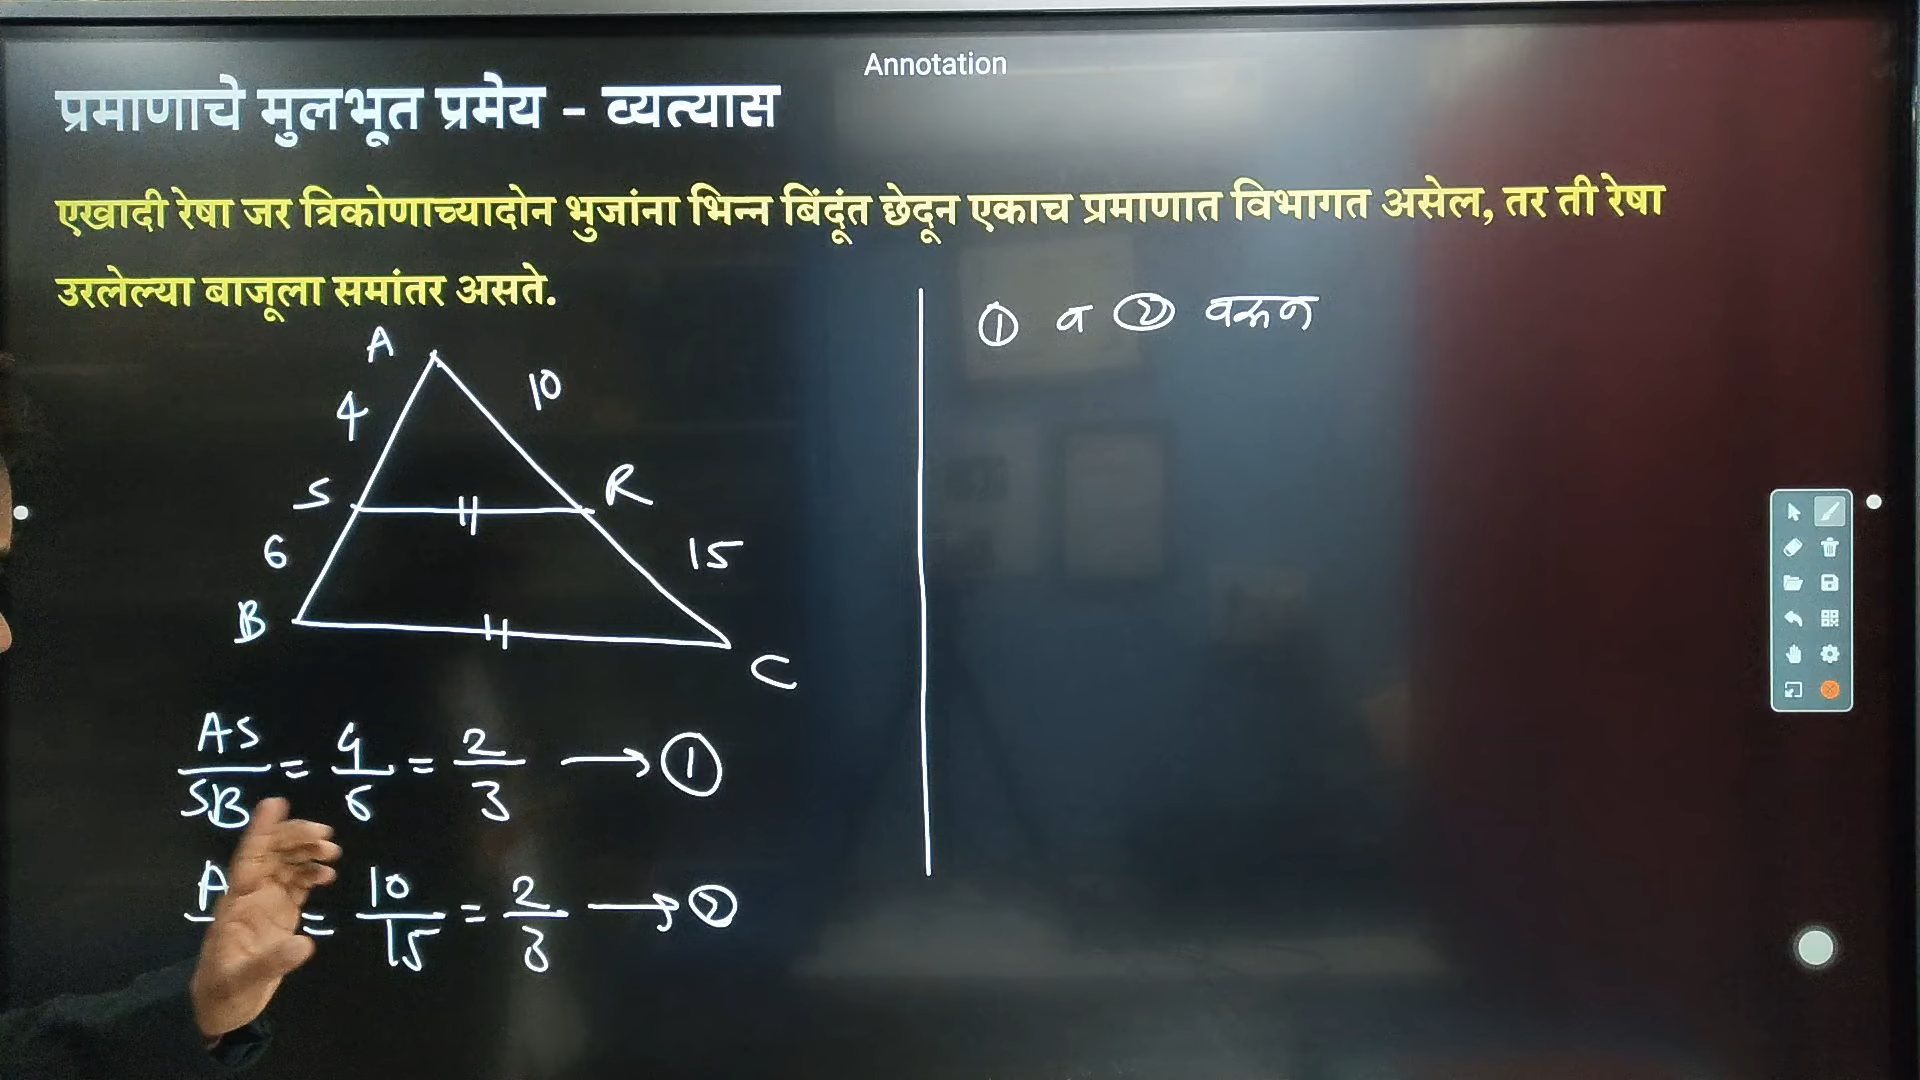 Annotation
प्रमाणाचे मुलभूत प्रमेय - व्यत्यास
एखादी रेषा जर त्रिकोणाच्यादोन भुजांना भिन्न बिंदूंत छेदून एकाच प्रमाणात विभागत असेल, तर ती रेषा
उरलेल्या बाजूला समांतर असते.
A
4
10
S
R
6
15
B
C
AS/SB = 4/6 = 2/3 → ①
A = 10/15 = 2/3 → ②
① व ② वरून